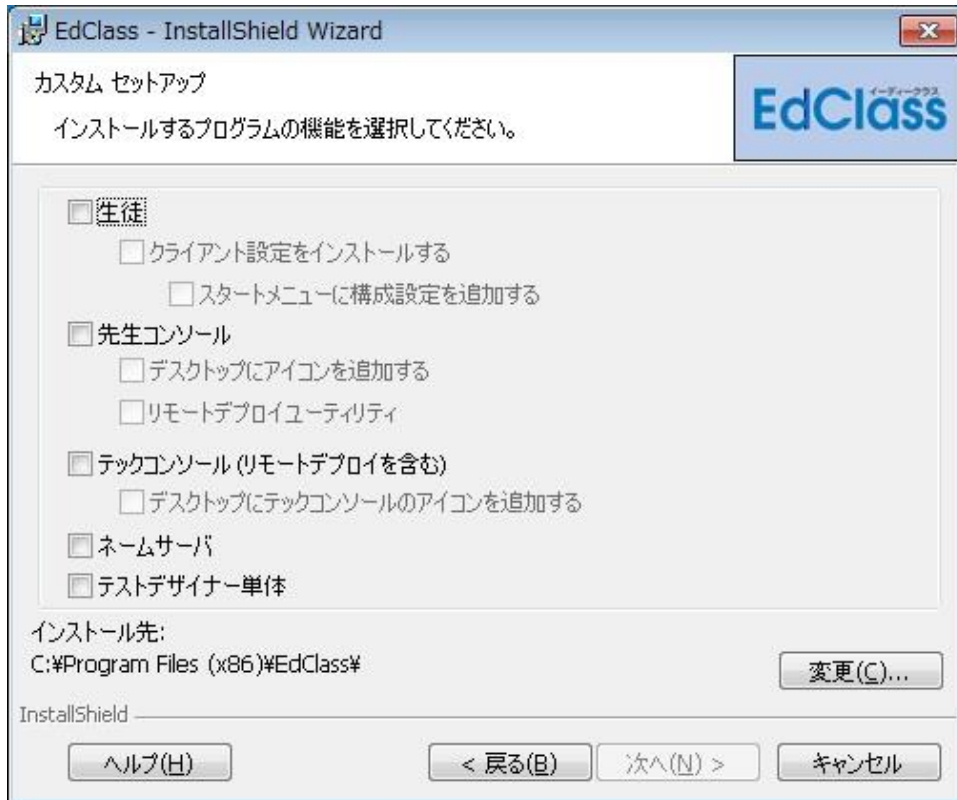 EdClass - InstallShield Wizard
カスタム セットアップ
インストールするプログラムの機能を選択してください。
イーディークラス
EdClass
生徒
クライアント設定をインストールする
スタートメニューに構成設定を追加する
先生コンソール
デスクトップにアイコンを追加する
リモートデプロイユーティリティ
テックコンソール (リモートデプロイを含む)
デスクトップにテックコンソールのアイコンを追加する
ネームサーバ
テストデザイナー単体
インストール先:
C:¥Program Files (x86)¥EdClass¥
変更(C)...
InstallShield
ヘルプ(H)
< 戻る(B)
次へ(N) >
キャンセル